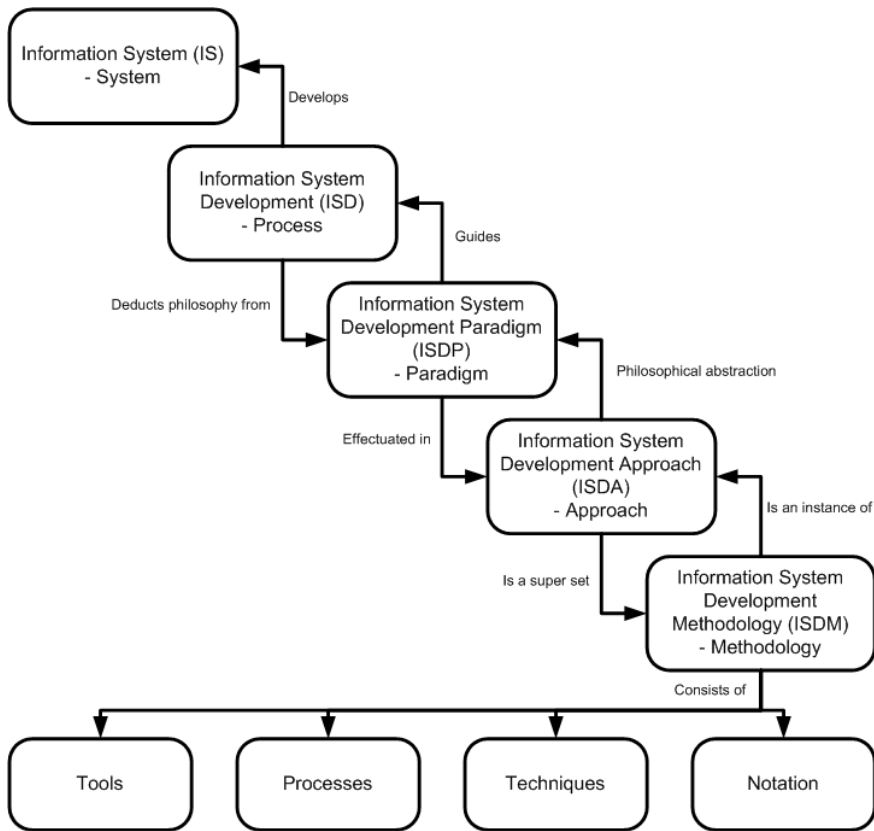 Information System (IS)
- System
Develops
Information System
Development (ISD)
- Process
Guides
Deducts philosophy from
Information System
Development Paradigm
(ISDP)
- Paradigm
Philosophical abstraction
Effectuated in
Information System
Development Approach
(ISDA)
- Approach
Is an instance of
Is a super set
Information System
Development
Methodology (ISDM)
- Methodology
Consists of
Tools
Processes
Techniques
Notation